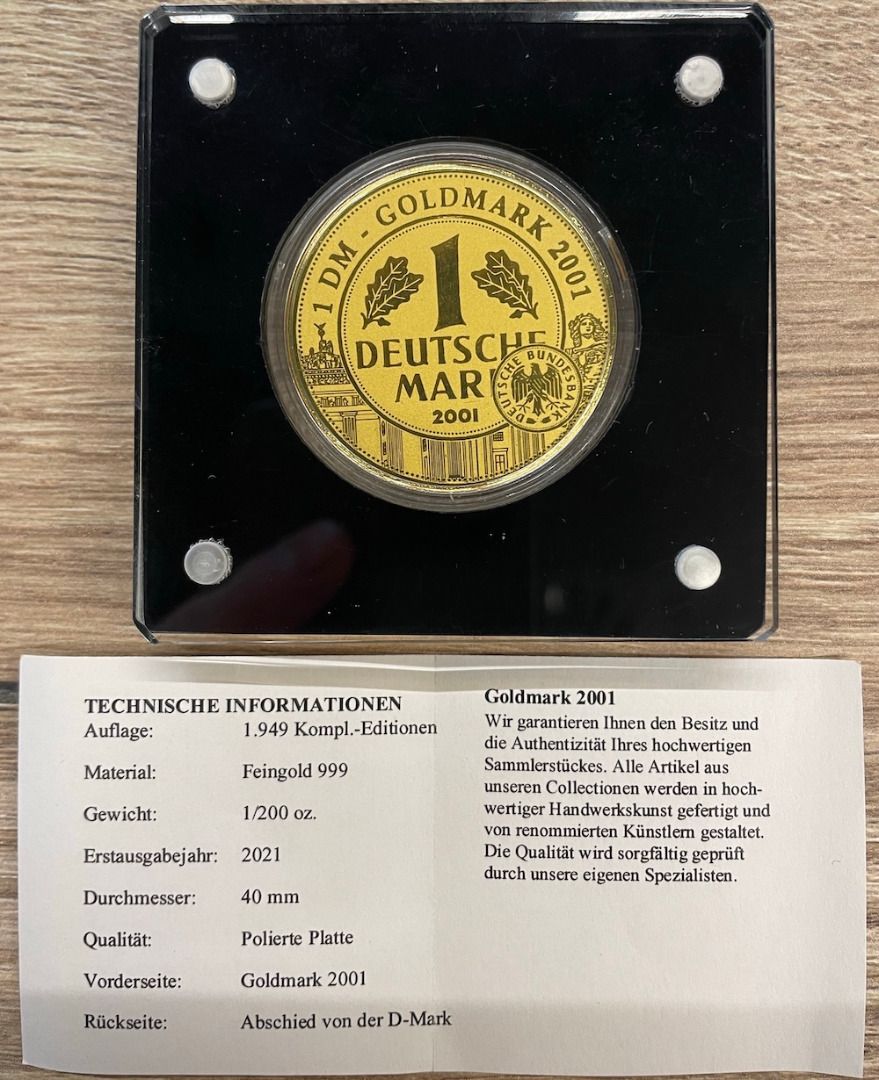 1 DM - GOLDMARK 2001
1
DEUTSCHE
MARK
2001
DEUTSCHE BUNDESBANK
TECHNISCHE INFORMATIONEN
Auflage: 1.949 Kompl.-Editionen
Material: Feingold 999
Gewicht: 1/200 oz.
Erstausgabejahr: 2021
Durchmesser: 40 mm
Qualität: Polierte Platte
Vorderseite: Goldmark 2001
Rückseite: Abschied von der D-Mark
Goldmark 2001
Wir garantieren Ihnen den Besitz und
die Authentizität Ihres hochwertigen
Sammlerstückes. Alle Artikel aus
unseren Collectionen werden in hoch-
wertiger Handwerkskunst gefertigt und
von renommierten Künstlern gestaltet.
Die Qualität wird sorgfältig geprüft
durch unsere eigenen Spezialisten.